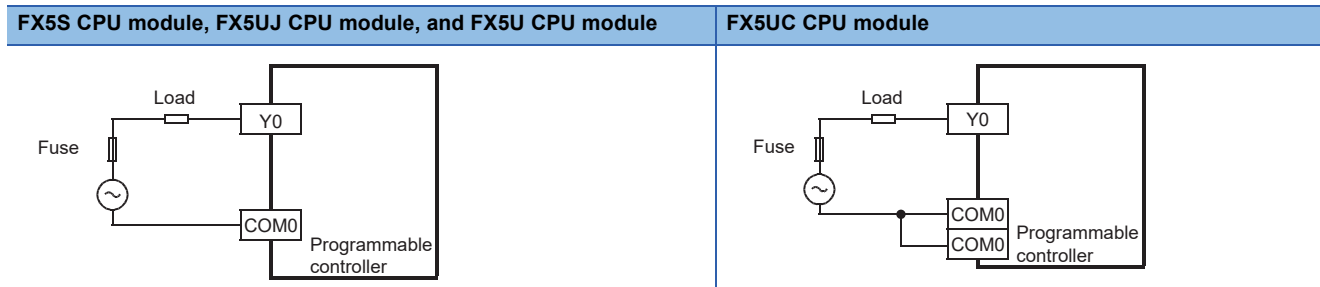 FX5S CPU module, FX5UJ CPU module, and FX5U CPU module
FX5UC CPU module
Load
Y0
Fuse
COM0
Programmable
controller
Load
Y0
Fuse
COM0
COM0
Programmable
controller